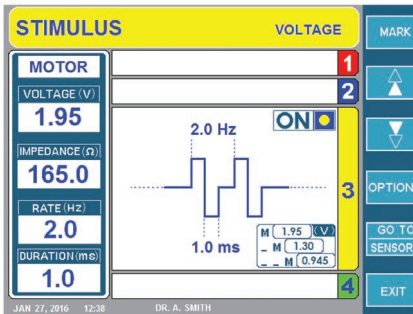 STIMULUS VOLTAGE
MARK
MOTOR
1
VOLTAGE (V)
2
1.95
2.0 Hz
ON
IMPEDANCE (Ω)
165.0
3
OPTION
RATE (HZ)
2.0
M 1.95 (V)
_ M 1.30
_ _ M 0.945
1.0 ms
GO TO
SENSOR
DURATION (ms)
1.0
4
EXIT
JAN 27, 2016 12:38 DR. A. SMITH